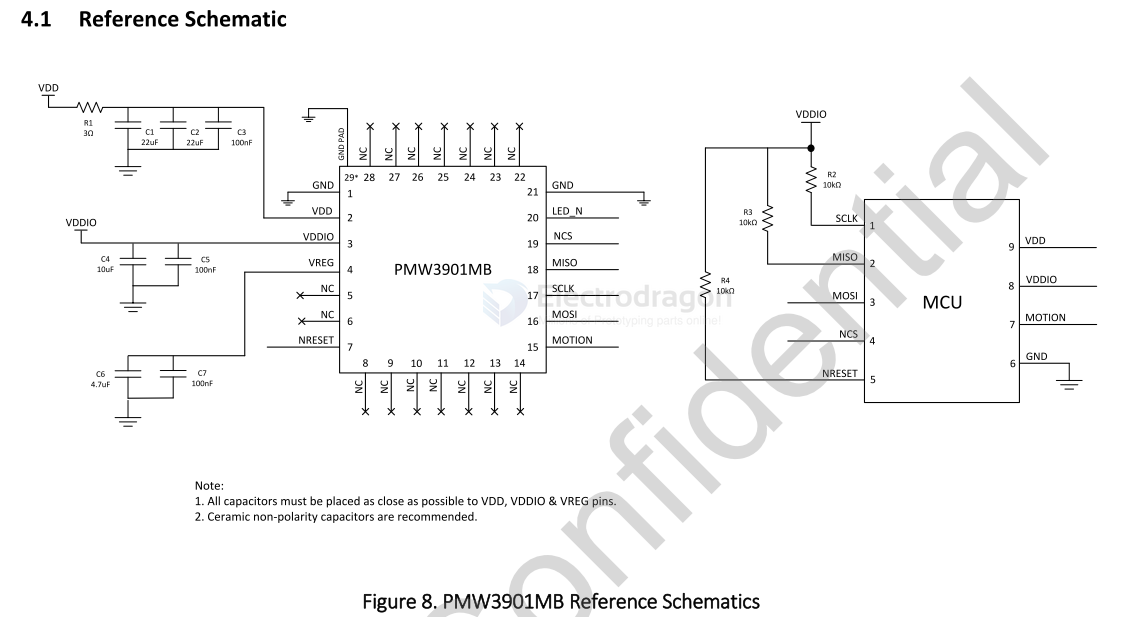 4.1 Reference Schematic
VDD
R1
3Ω
C1
22uF
C2
22uF
C3
100nF
VDDIO
C4
10uF
C5
100nF
C6
4.7uF
C7
100nF
GND PAD
NC NC NC NC NC NC NC
29* 28 27 26 25 24 23 22
GND 1
VDD 2
VDDIO 3
VREG 4
NC 5
NC 6
NRESET 7
PMW3901MB
21 GND
20 LED_N
19 NCS
18 MISO
17 SCLK
16 MOSI
15 MOTION
8 9 10 11 12 13 14
NC NC NC NC NC NC NC
Electrodragon
VDDIO
R2
10kΩ
R3
10kΩ
R4
10kΩ
SCLK 1
MISO 2
MOSI 3
NCS 4
NRESET 5
MCU
9 VDD
8 VDDIO
7 MOTION
6 GND
Note:
1. All capacitors must be placed as close as possible to VDD, VDDIO & VREG pins.
2. Ceramic non-polarity capacitors are recommended.
Figure 8. PMW3901MB Reference Schematics
Confidential